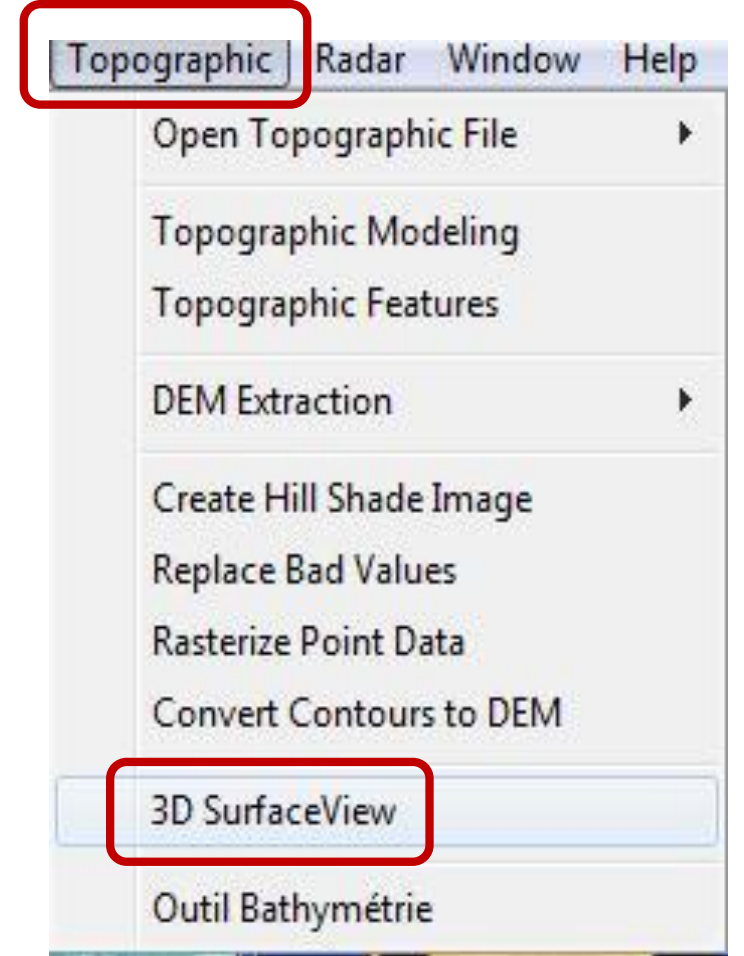 Topographic Radar Window Help
Open Topographic File
Topographic Modeling
Topographic Features
DEM Extraction
Create Hill Shade Image
Replace Bad Values
Rasterize Point Data
Convert Contours to DEM
3D SurfaceView
Outil Bathymétrie